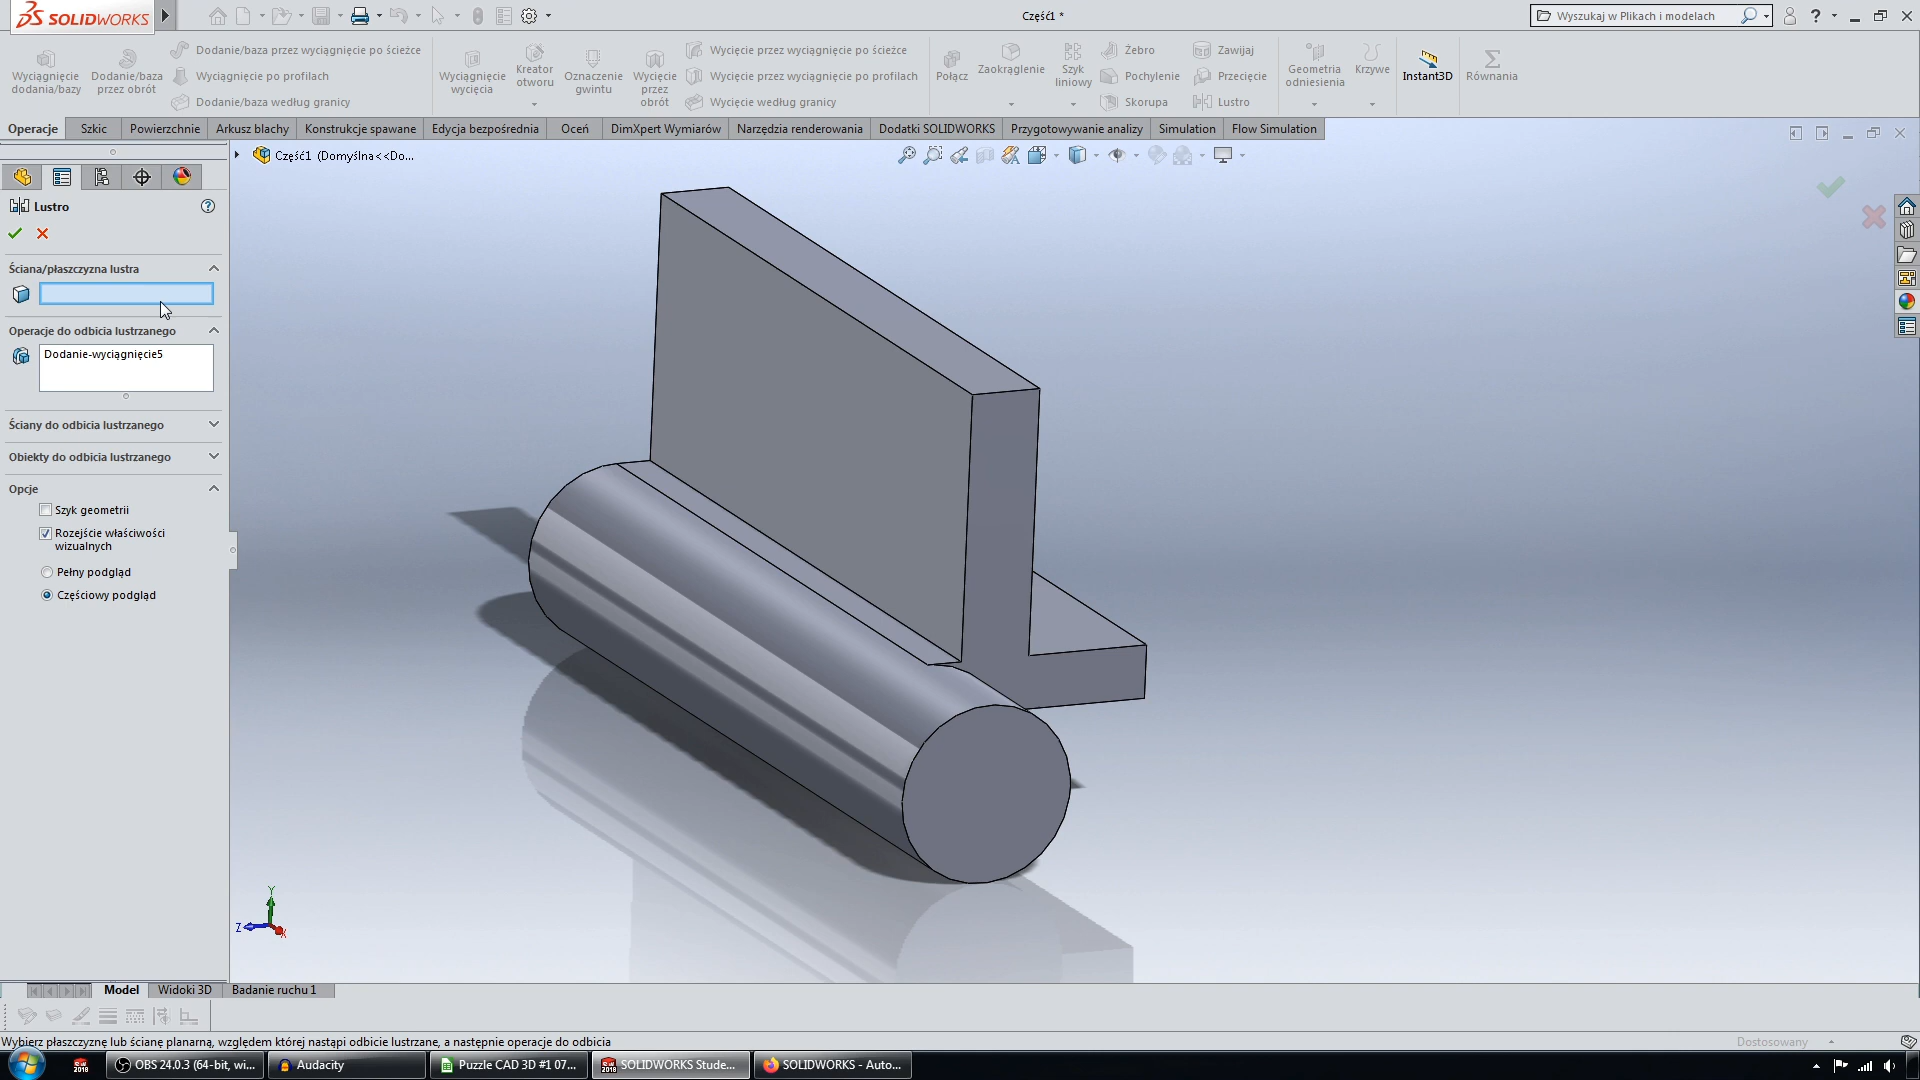 SOLIDWORKS
Część1 *
Wyszukaj w Plikach i modelach
?
Wyciągnięcie dodania/bazy
Dodanie/baza przez obrót
Dodanie/baza przez wyciągnięcie po ścieżce
Wyciągnięcie po profilach
Dodanie/baza według granicy
Wyciągnięcie wycięcia
Kreator otworu
Oznaczenie gwintu
Wycięcie przez obrót
Wycięcie przez wyciągnięcie po ścieżce
Wycięcie przez wyciągnięcie po profilach
Wycięcie według granicy
Połącz
Zaokrąglenie
Szyk liniowy
Żebro
Pochylenie
Skorupa
Zawijaj
Przecięcie
Lustro
Geometria odniesienia
Krzywe
Instant3D
Równania
Operacje
Szkic
Powierzchnie
Arkusz blachy
Konstrukcje spawane
Edycja bezpośrednia
Oceń
DimXpert Wymiarów
Narzędzia renderowania
Dodatki SOLIDWORKS
Przygotowywanie analizy
Simulation
Flow Simulation
Część1 (Domyślna<<Do...
Lustro
?
Ściana/płaszczyzna lustra
Operacje do odbicia lustrzanego
Dodanie-wyciągnięcie5
Ściany do odbicia lustrzanego
Obiekty do odbicia lustrzanego
Opcje
Szyk geometrii
Rozejście właściwości
wizualnych
Pełny podgląd
Częściowy podgląd
Y
Z
X
Model
Widoki 3D
Badanie ruchu 1
Wybierz płaszczyznę lub ścianę planarną, względem której nastąpi odbicie lustrzane, a następnie operacje do odbicia
Dostosowany
OBS 24.0.3 (64-bit, wi...
Audacity
Puzzle CAD 3D #1 07...
SOLIDWORKS Stude...
SOLIDWORKS - Auto...